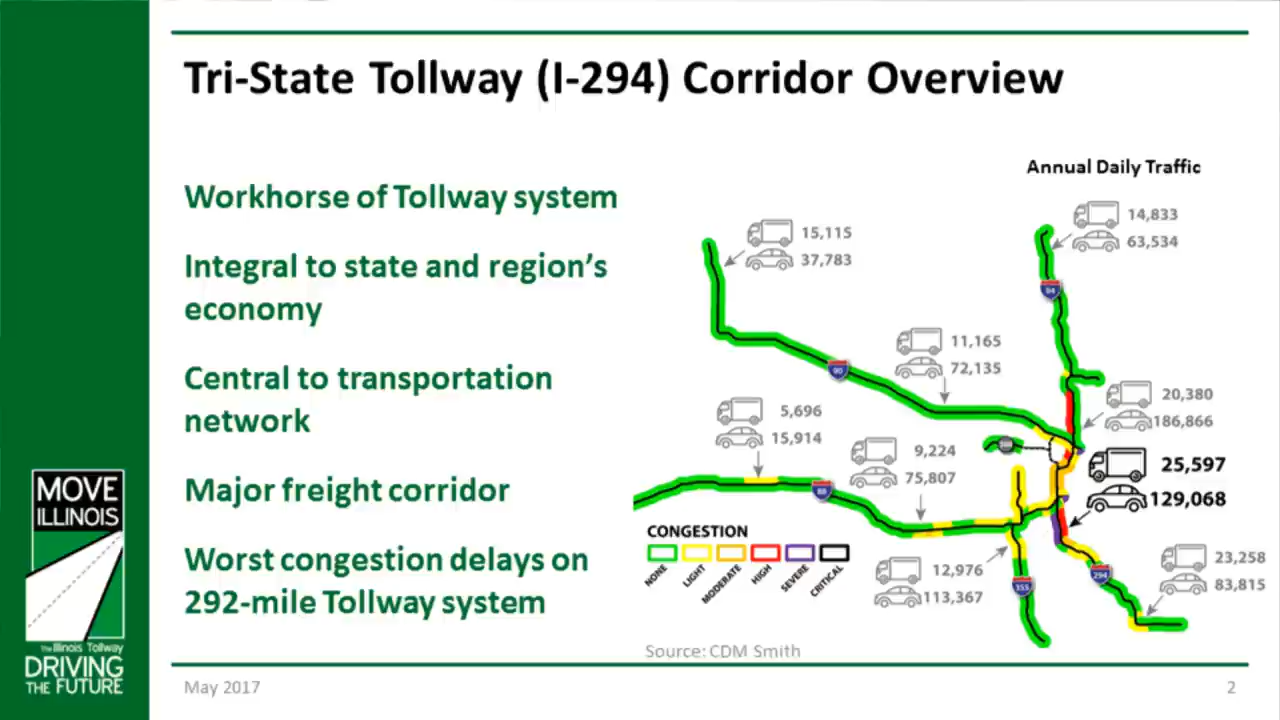 Tri-State Tollway (I-294) Corridor Overview
Workhorse of Tollway system
Integral to state and region's
economy
Central to transportation
network
Major freight corridor
Worst congestion delays on
292-mile Tollway system
Annual Daily Traffic
15,115
37,783
14,833
63,534
94
11,165
72,135
90
20,380
186,866
5,696
15,914
9,224
75,807
25,597
129,068
88
CONGESTION
NONE
LIGHT
MODERATE
HIGH
SEVERE
CRITICAL
12,976
113,367
355
294
23,258
83,815
Source: CDM Smith
MOVE
ILLINOIS
The Illinois Tollway
DRIVING
THE FUTURE
May 2017
2